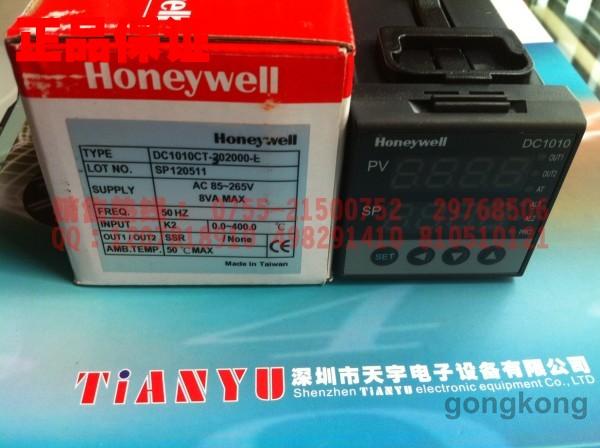 正品保证
Honeywell
Honeywell
TYPE DC1010CT-302000-E
LOT NO. SP120511
SUPPLY AC 85~265V
8VA MAX
FREQ. 50 HZ
INPUT K2 0.0~400.0 ℃
OUT1 / OUT2 SSR / None
AMB.TEMP. 50 ℃ MAX
CE
Made in Taiwan
Honeywell DC1010
PV
OUT1
OUT2
AT
SP
SET
0755-21500752 29768506
QQ: 810510111
TiANYU 深圳市天宇电子设备有限公司
Shenzhen TIANYU electronic equipment Co., Ltd
gongkong